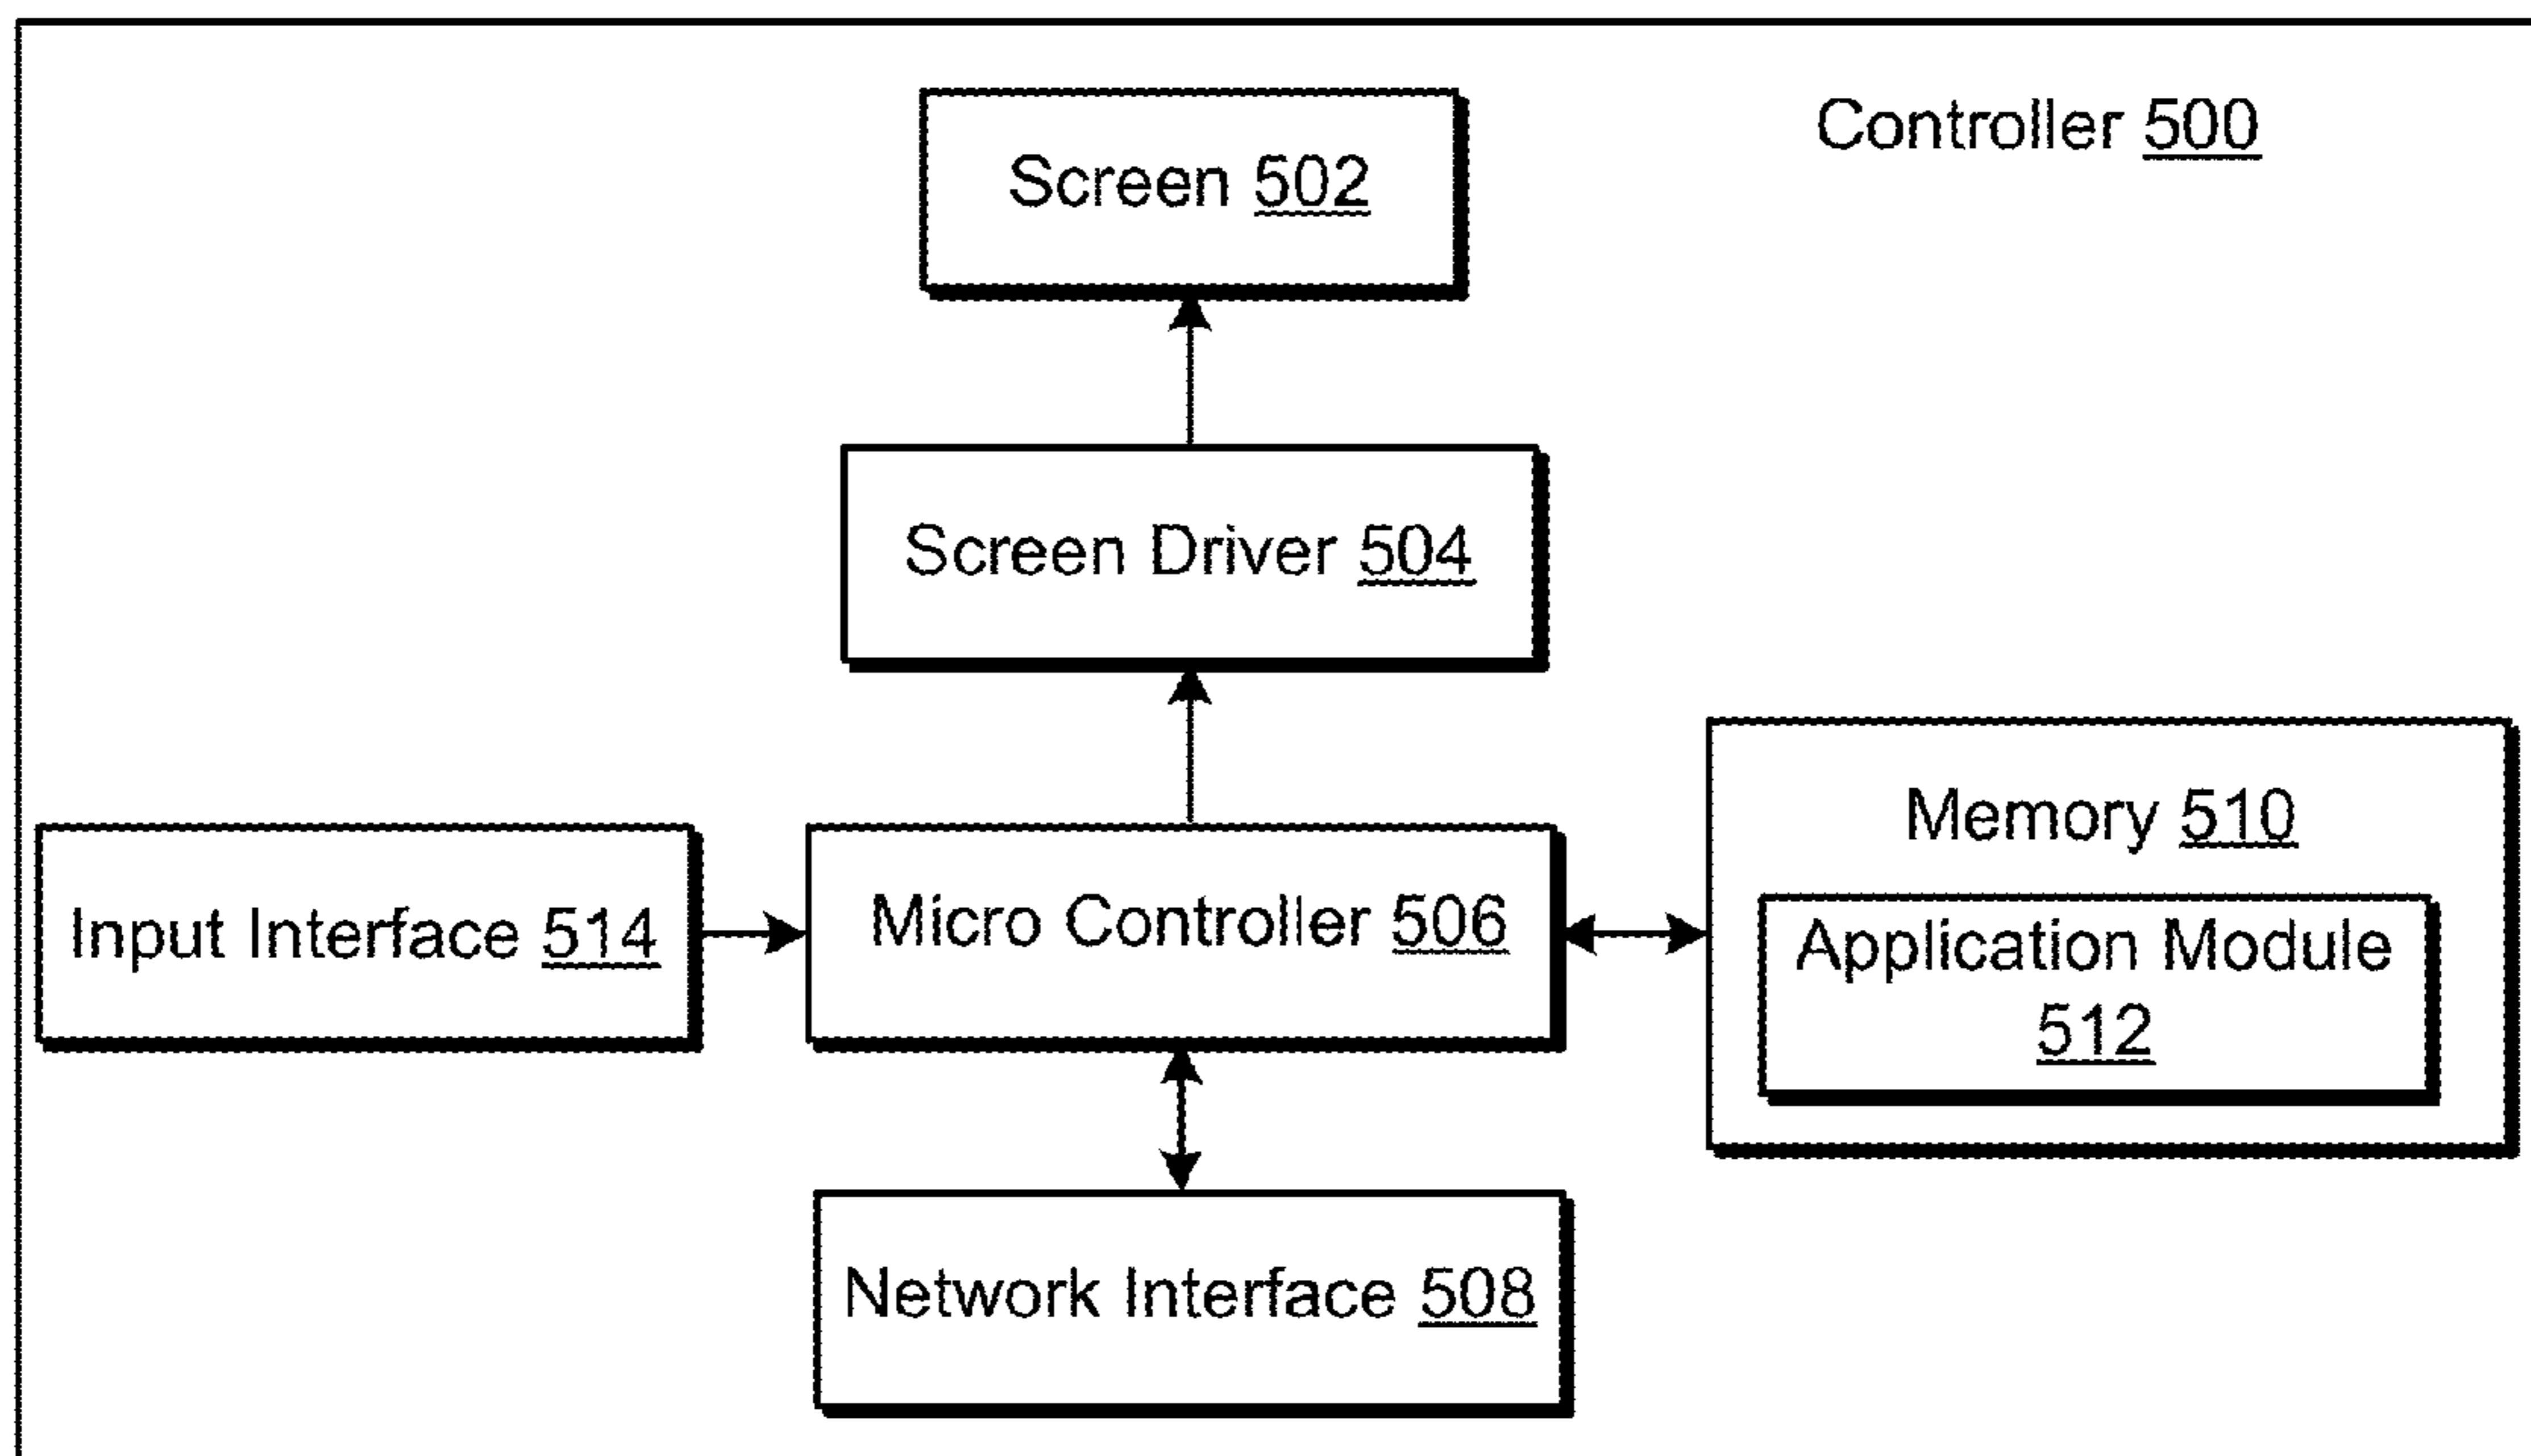 Controller 500
Screen 502
Screen Driver 504
Memory 510
Input Interface 514
Micro Controller 506
Application Module
512
Network Interface 508